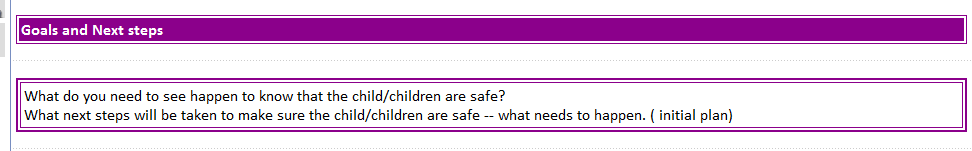 Goals and Next steps
What do you need to see happen to know that the child/children are safe?
What next steps will be taken to make sure the child/children are safe -- what needs to happen. ( initial plan)